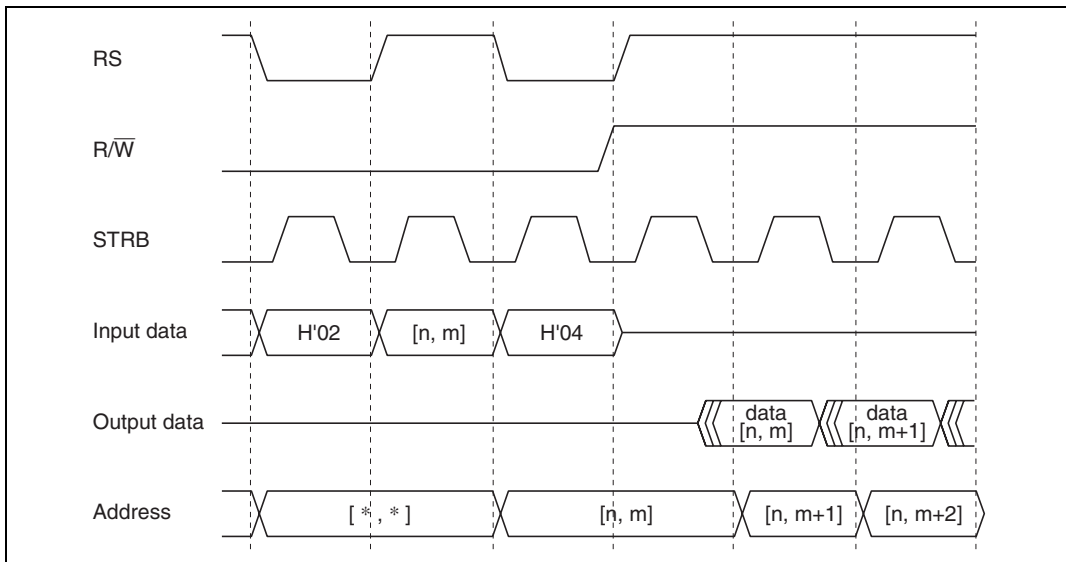 RS
R/W̅
STRB
Input data H'02 [n, m] H'04
Output data data [n, m] data [n, m+1]
Address [ * , * ] [n, m] [n, m+1] [n, m+2]